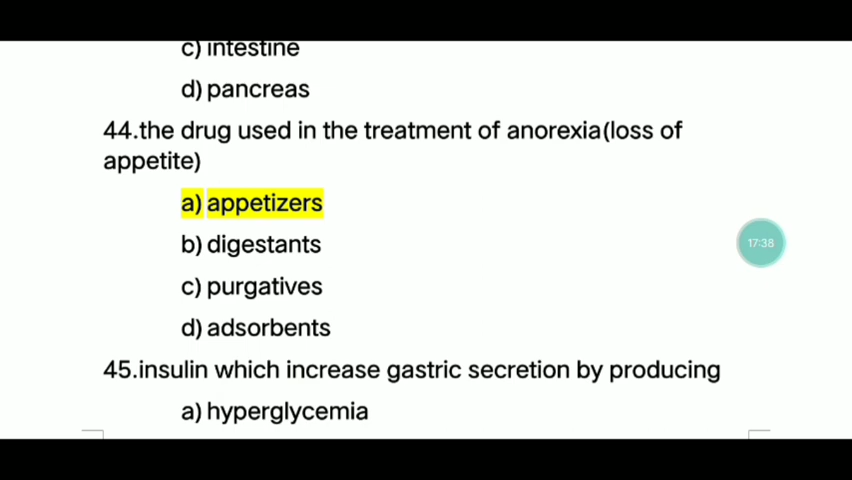 c) intestine
d) pancreas
44.the drug used in the treatment of anorexia(loss of
appetite)
a) appetizers
b) digestants
c) purgatives
d) adsorbents
17:38
45.insulin which increase gastric secretion by producing
a) hyperglycemia